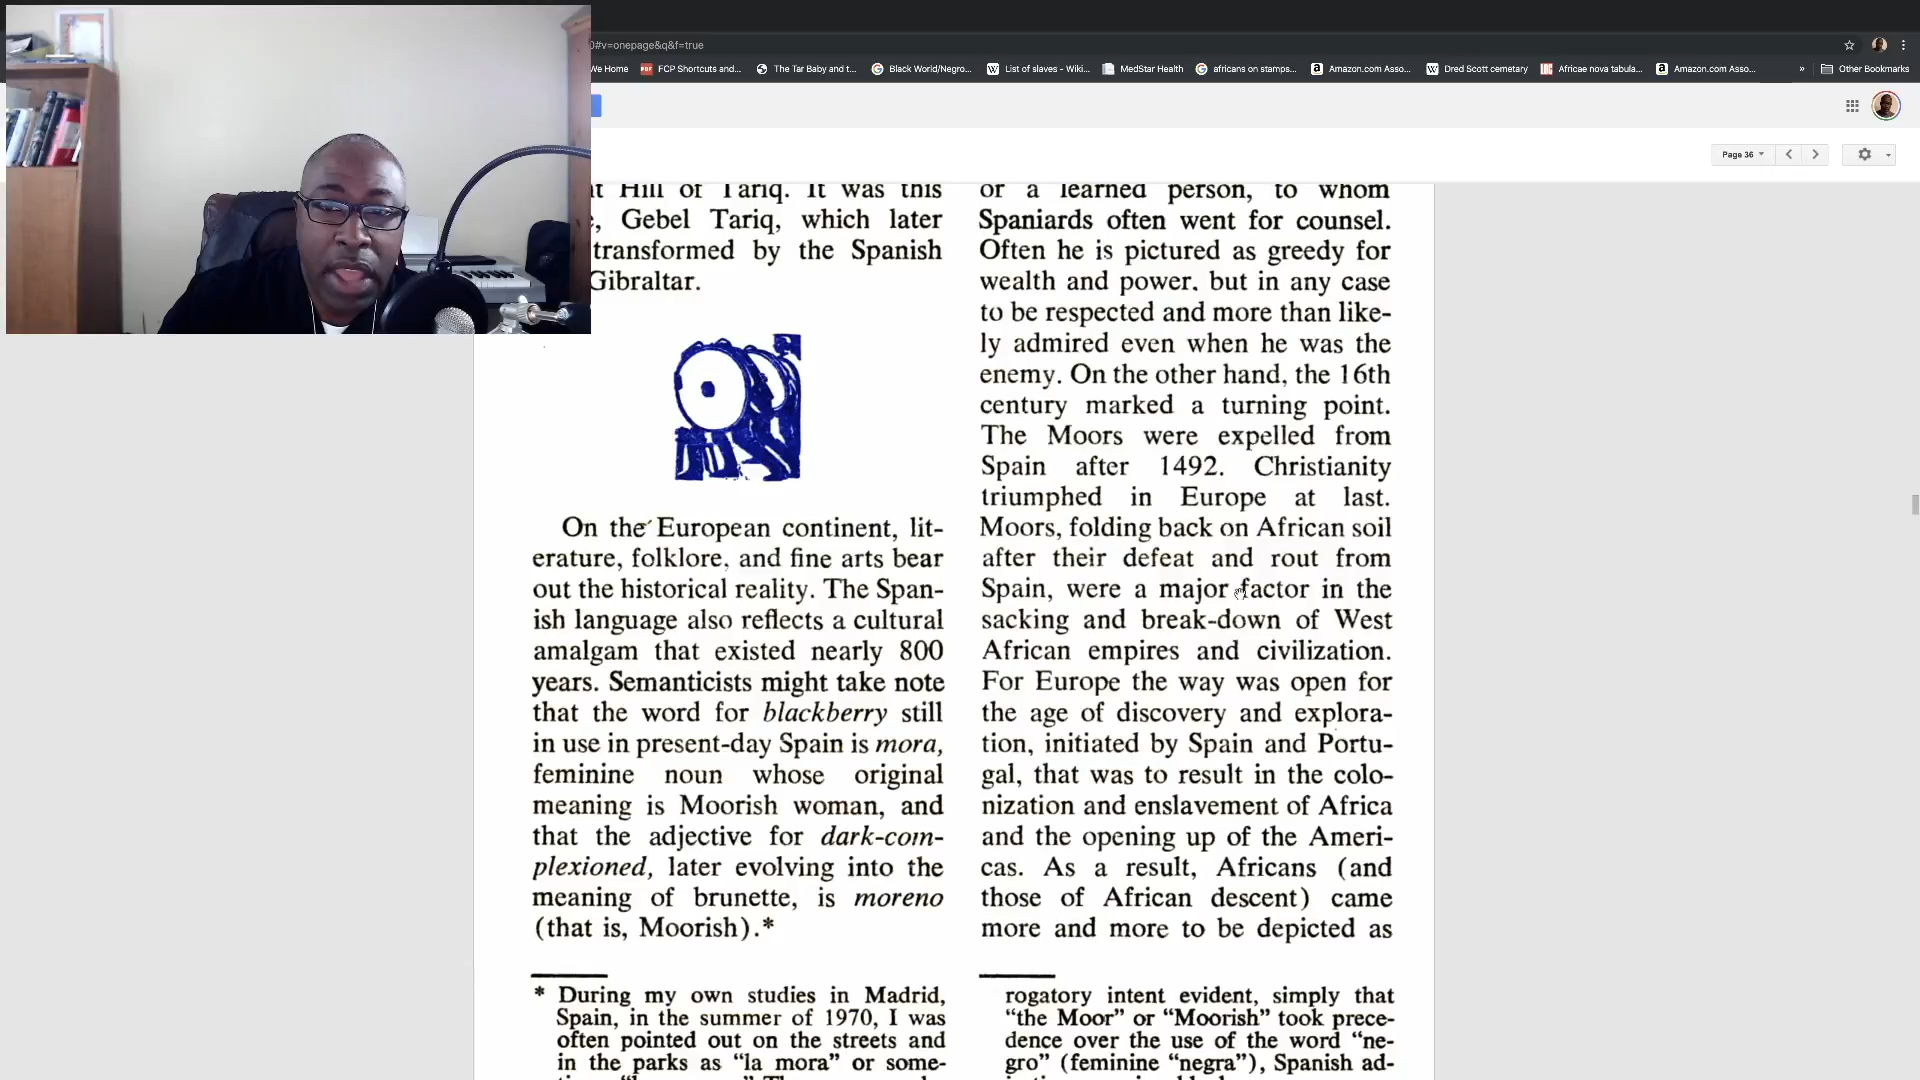 0#v=onepage&q&f=true
We Home
FCP Shortcuts and...
The Tar Baby and t...
Black World/Negro...
List of slaves - Wiki...
MedStar Health
africans on stamps...
Amazon.com Asso...
Dred Scott cemetary
Africae nova tabula...
Amazon.com Asso...
»
Other Bookmarks
Page 36
t Hill of Tariq. It was this
, Gebel Tariq, which later
transformed by the Spanish
Gibraltar.
On the European continent, lit-
erature, folklore, and fine arts bear
out the historical reality. The Span-
ish language also reflects a cultural
amalgam that existed nearly 800
years. Semanticists might take note
that the word for blackberry still
in use in present-day Spain is mora,
feminine noun whose original
meaning is Moorish woman, and
that the adjective for dark-com-
plexioned, later evolving into the
meaning of brunette, is moreno
(that is, Moorish).*
* During my own studies in Madrid,
Spain, in the summer of 1970, I was
often pointed out on the streets and
in the parks as “la mora” or some-
or a learned person, to whom
Spaniards often went for counsel.
Often he is pictured as greedy for
wealth and power, but in any case
to be respected and more than like-
ly admired even when he was the
enemy. On the other hand, the 16th
century marked a turning point.
The Moors were expelled from
Spain after 1492. Christianity
triumphed in Europe at last.
Moors, folding back on African soil
after their defeat and rout from
Spain, were a major factor in the
sacking and break-down of West
African empires and civilization.
For Europe the way was open for
the age of discovery and explora-
tion, initiated by Spain and Portu-
gal, that was to result in the colo-
nization and enslavement of Africa
and the opening up of the Ameri-
cas. As a result, Africans (and
those of African descent) came
more and more to be depicted as
rogatory intent evident, simply that
“the Moor” or “Moorish” took prece-
dence over the use of the word “ne-
gro” (feminine “negra”), Spanish ad-